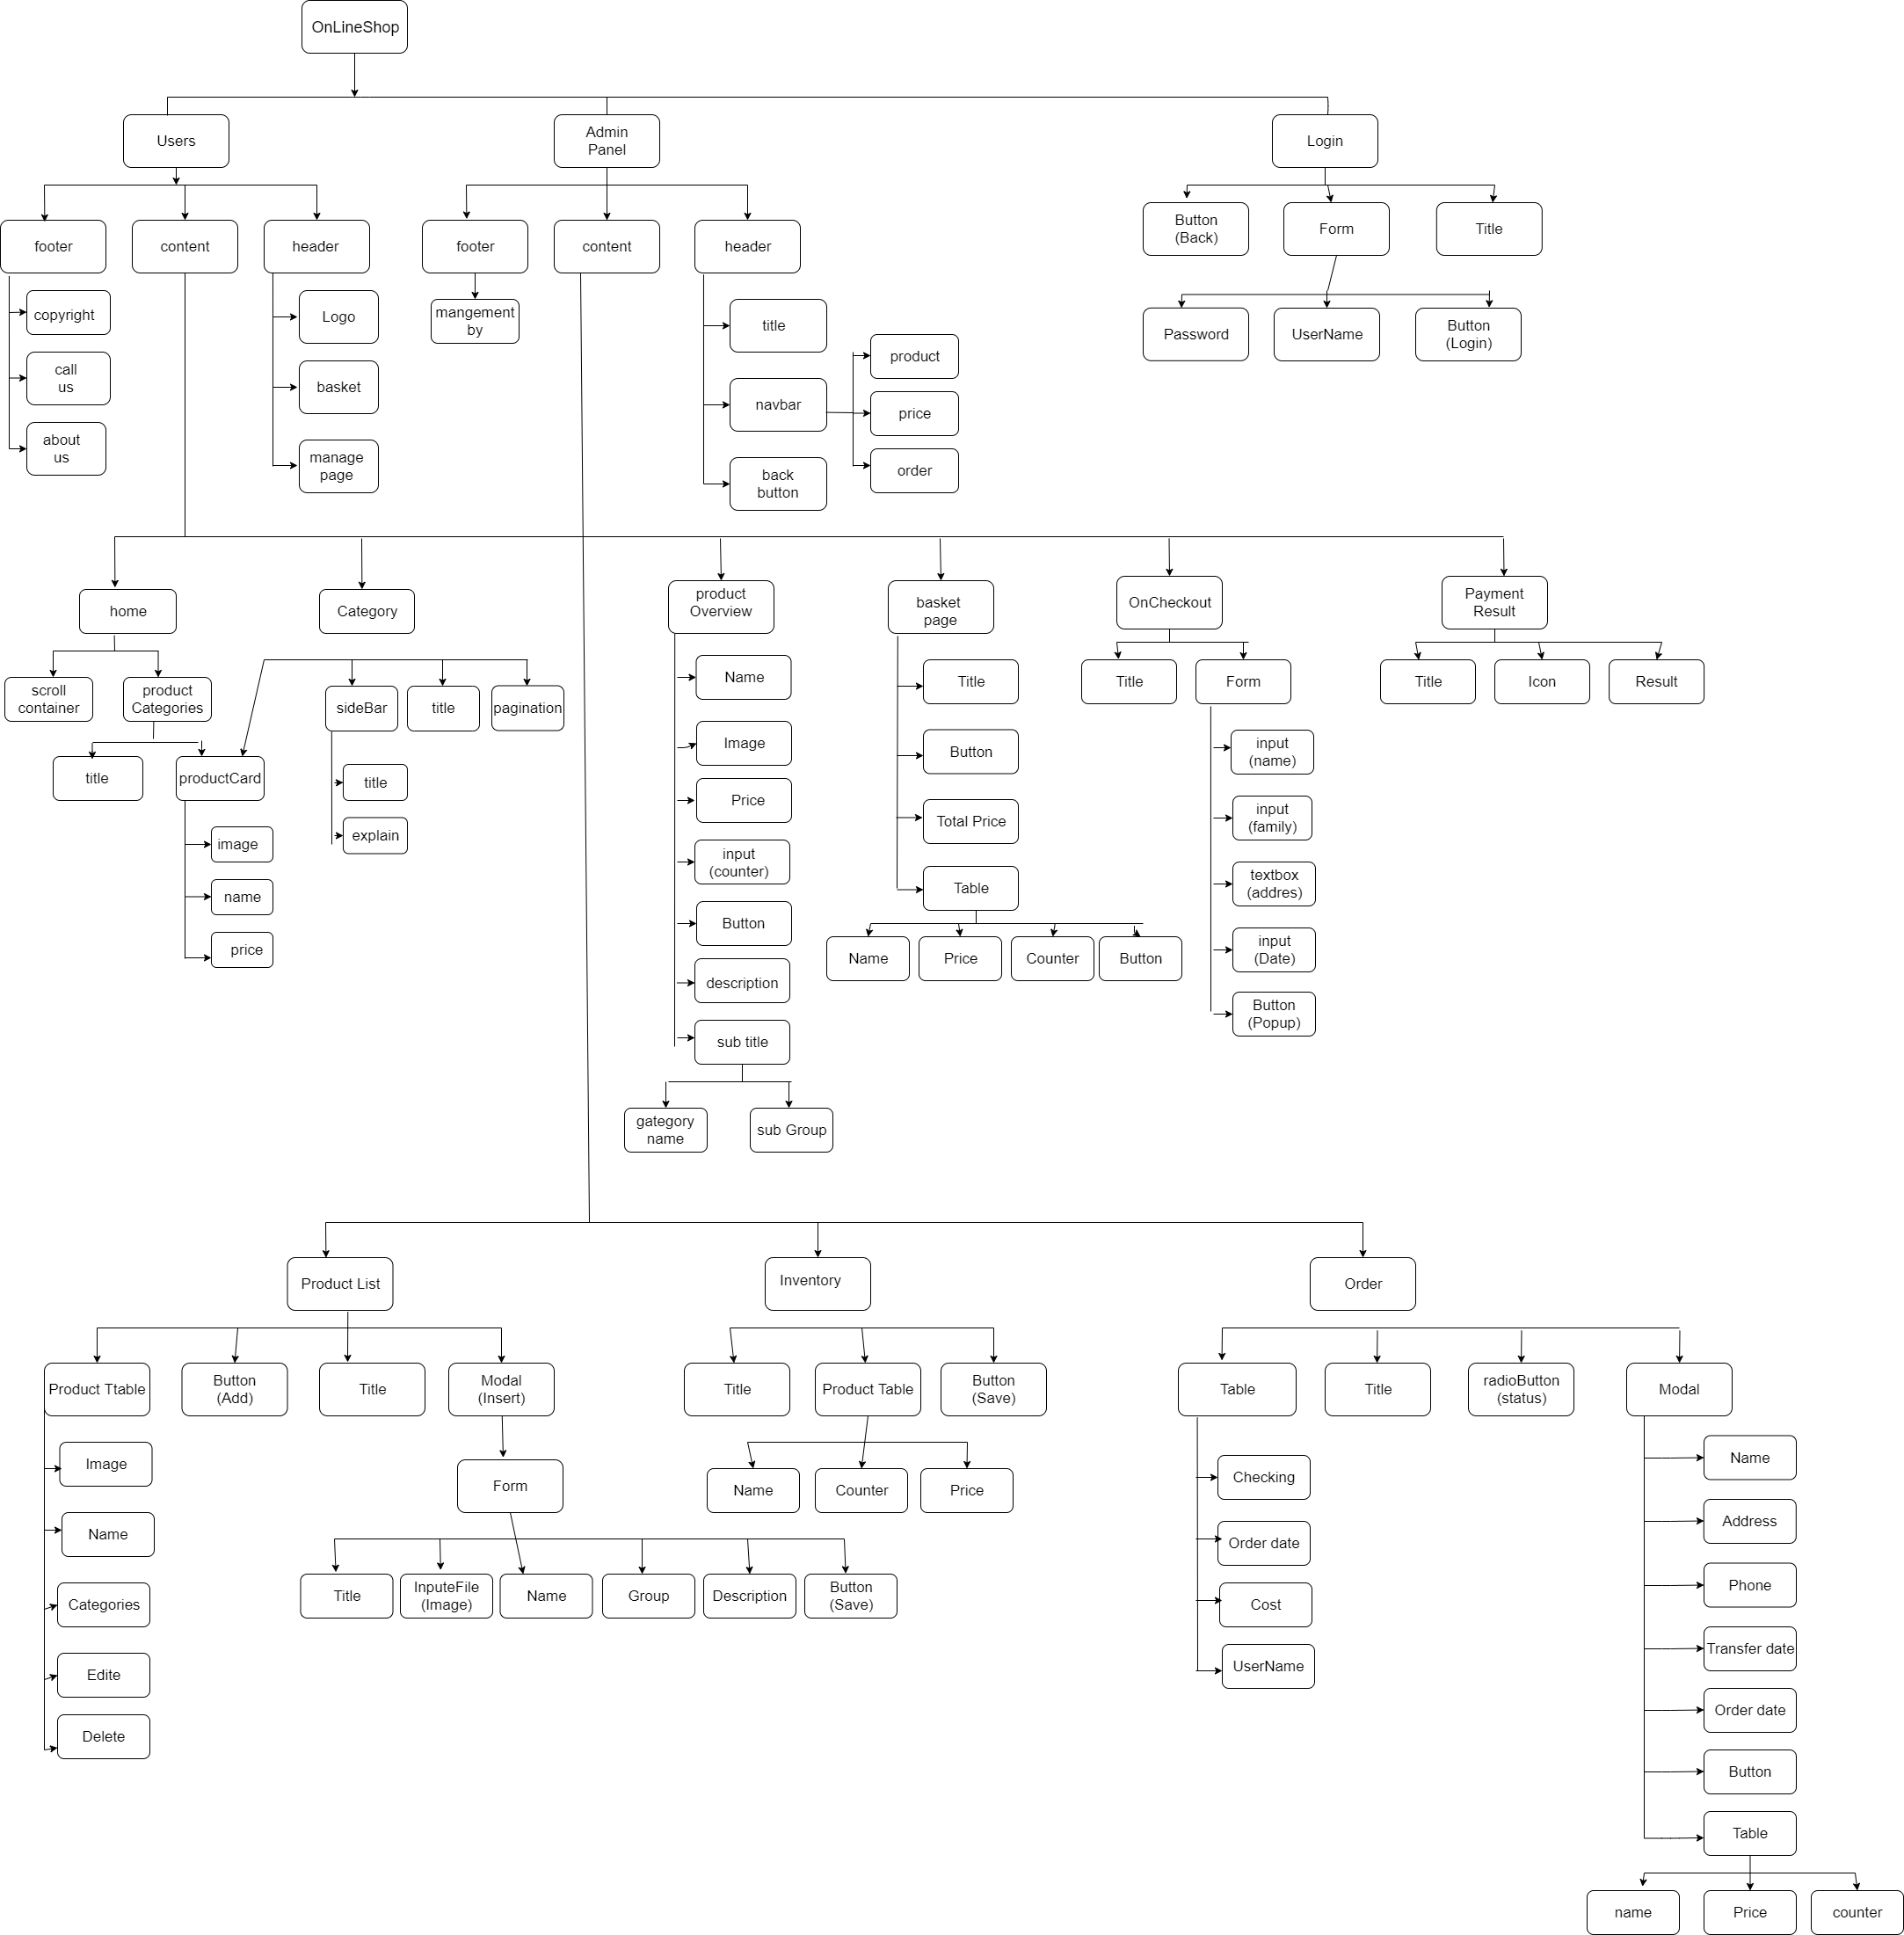 OnLineShop
Users
Admin
Panel
Login
footer
content
header
footer
content
header
Button
(Back)
Form
Title
copyright
call
us
about
us
Logo
basket
manage
page
mangement
by
title
navbar
back
button
product
price
order
Password
UserName
Button
(Login)
home
Category
product
Overview
basket
page
OnCheckout
Payment
Result
scroll
container
product
Categories
title
productCard
image
name
price
sideBar
title
pagination
title
explain
Name
Image
Price
input
(counter)
Button
description
sub title
gategory
name
sub Group
Title
Button
Total Price
Table
Name
Price
Counter
Button
Title
Form
input
(name)
input
(family)
textbox
(addres)
input
(Date)
Button
(Popup)
Title
Icon
Result
Product List
Inventory
Order
Product Ttable
Button
(Add)
Title
Modal
(Insert)
Image
Name
Categories
Edite
Delete
Form
Title
InputeFile
(Image)
Name
Group
Description
Button
(Save)
Title
Product Table
Button
(Save)
Name
Counter
Price
Table
Title
radioButton
(status)
Modal
Checking
Order date
Cost
UserName
Name
Address
Phone
Transfer date
Order date
Button
Table
name
Price
counter